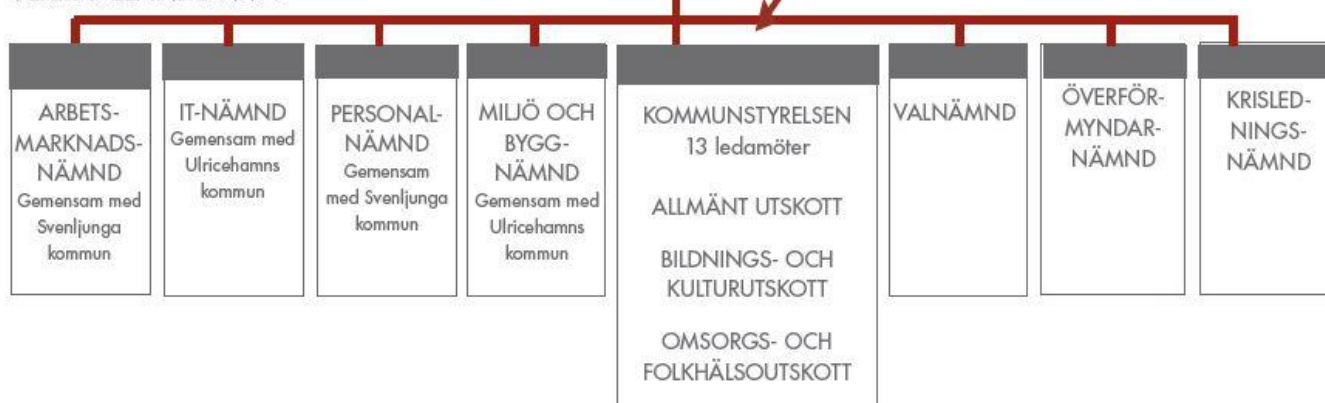 ARBETS-
MARKNADS-
NÄMND
Gemensam med
Svenljunga
kommun
IT-NÄMND
Gemensam med
Ulricehamns
kommun
PERSONAL-
NÄMND
Gemensam
med Svenljunga
kommun
MILJÖ OCH
BYGG-
NÄMND
Gemensam med
Ulricehamns
kommun
KOMMUNSTYRELSEN
13 ledamöter
ALLMÄNT UTSKOTT
BILDNINGS- OCH
KULTURUTSKOTT
OMSORGS- OCH
FOLKHÄLSOUTSKOTT
VALNÄMND
ÖVERFÖR-
MYNDAR-
NÄMND
KRISLED-
NINGS-
NÄMND